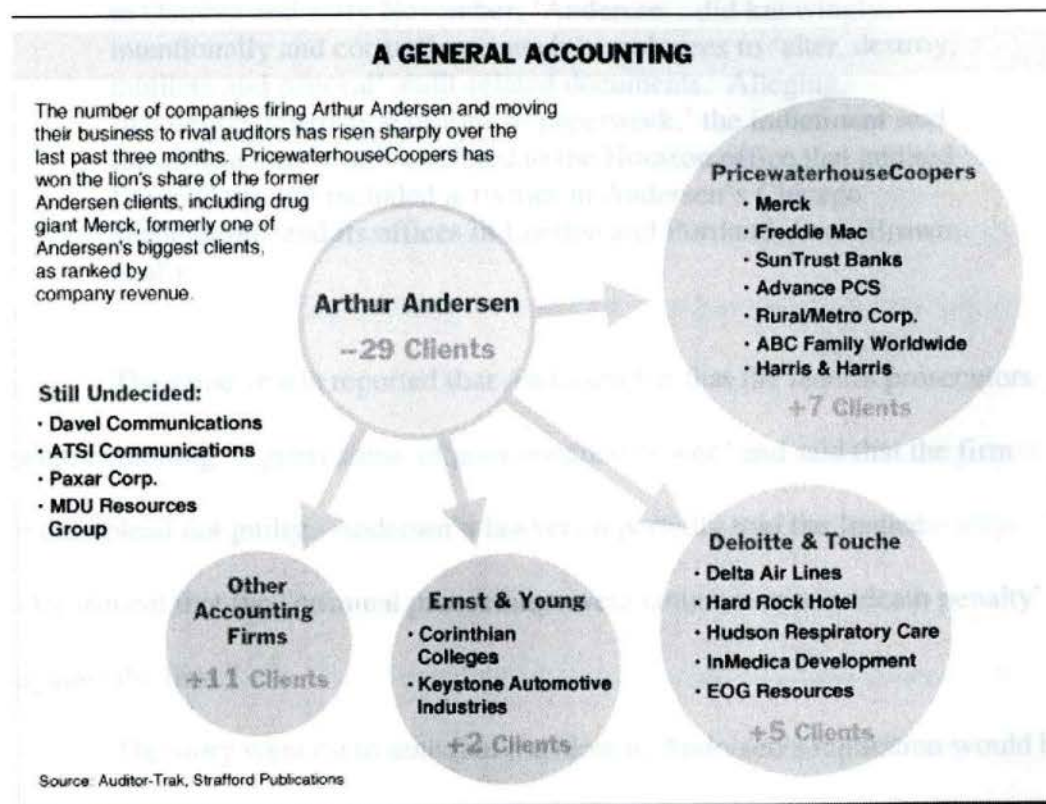 A GENERAL ACCOUNTING
The number of companies firing Arthur Andersen and moving
their business to rival auditors has risen sharply over the
last past three months. PricewaterhouseCoopers has
won the lion's share of the former
Andersen clients, including drug
giant Merck, formerly one of
Andersen's biggest clients,
as ranked by
company revenue.
Arthur Andersen
–29 Clients
PricewaterhouseCoopers
· Merck
· Freddie Mac
· SunTrust Banks
· Advance PCS
· Rural/Metro Corp.
· ABC Family Worldwide
· Harris & Harris
+7 Clients
Still Undecided:
· Davel Communications
· ATSI Communications
· Paxar Corp.
· MDU Resources
Group
Other
Accounting
Firms
+11 Clients
Ernst & Young
· Corinthian
Colleges
· Keystone Automotive
Industries
+2 Clients
Deloitte & Touche
· Delta Air Lines
· Hard Rock Hotel
· Hudson Respiratory Care
· InMedica Development
· EOG Resources
+5 Clients
Source: Auditor-Trak, Strafford Publications